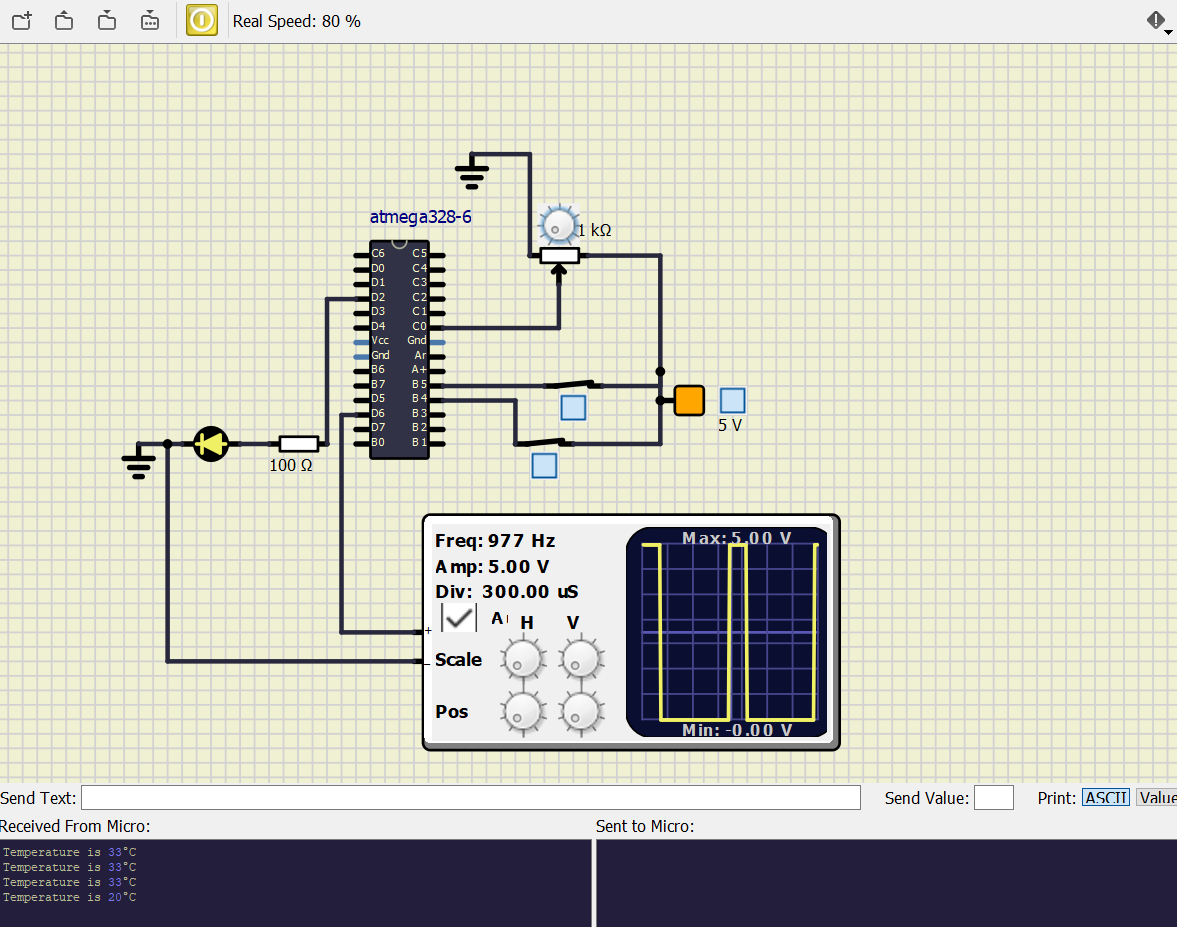 Real Speed: 80 %
atmega328-6
1 kΩ
C6 C5
D0 C4
D1 C3
D2 C2
D3 C1
D4 C0
Vcc Gnd
Gnd Ar
B6 A+
B7 B5
D5 B4
D6 B3
D7 B2
B0 B1
5 V
100 Ω
Freq: 977 Hz
Amp: 5.00 V
Div: 300.00 uS
H V
+
- Scale
Pos
Max: 5.00 V
Min: -0.00 V
Send Text: Send Value: Print: ASCII Value
Received From Micro: Sent to Micro:
Temperature is 33°C
Temperature is 33°C
Temperature is 33°C
Temperature is 20°C